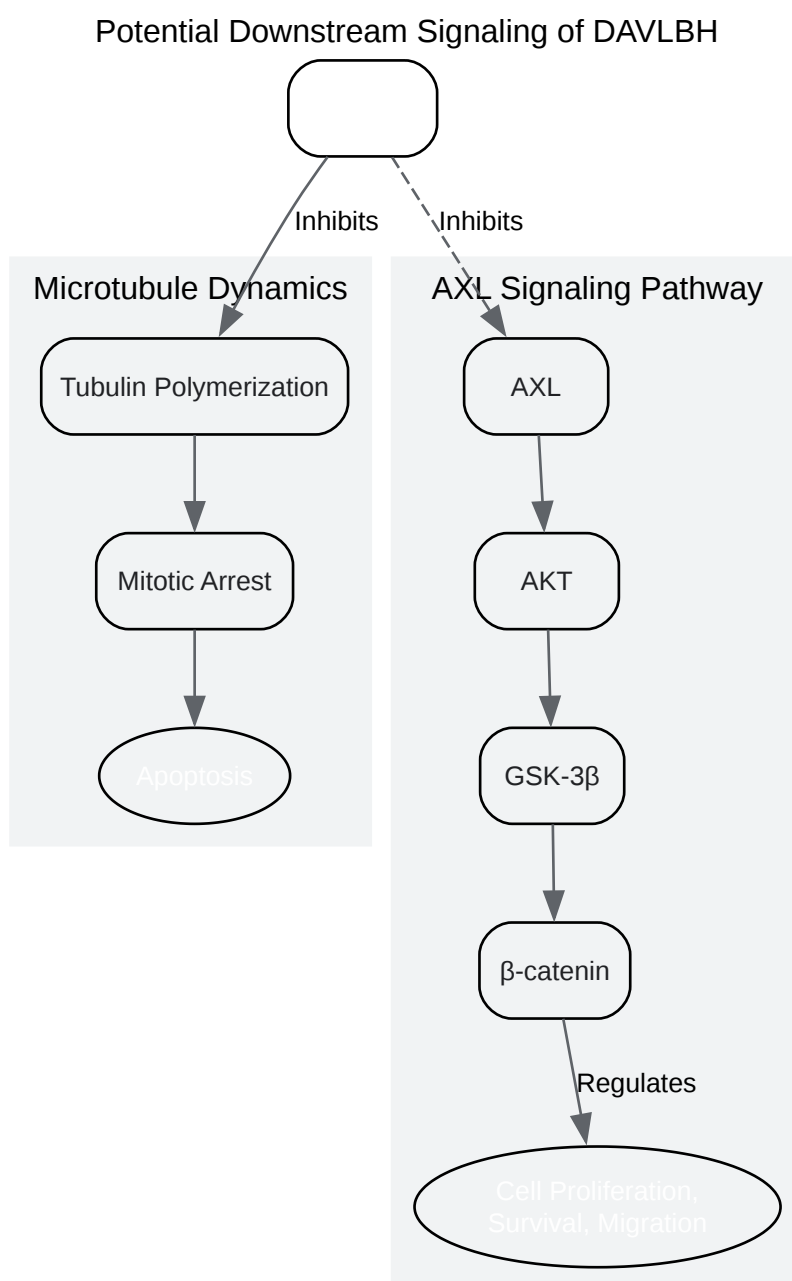 Potential Downstream Signaling of DAVLBH
Inhibits
Inhibits
Microtubule Dynamics
AXL Signaling Pathway
Tubulin Polymerization
AXL
Mitotic Arrest
AKT
Apoptosis
GSK-3β
β-catenin
Regulates
Cell Proliferation,
Survival, Migration